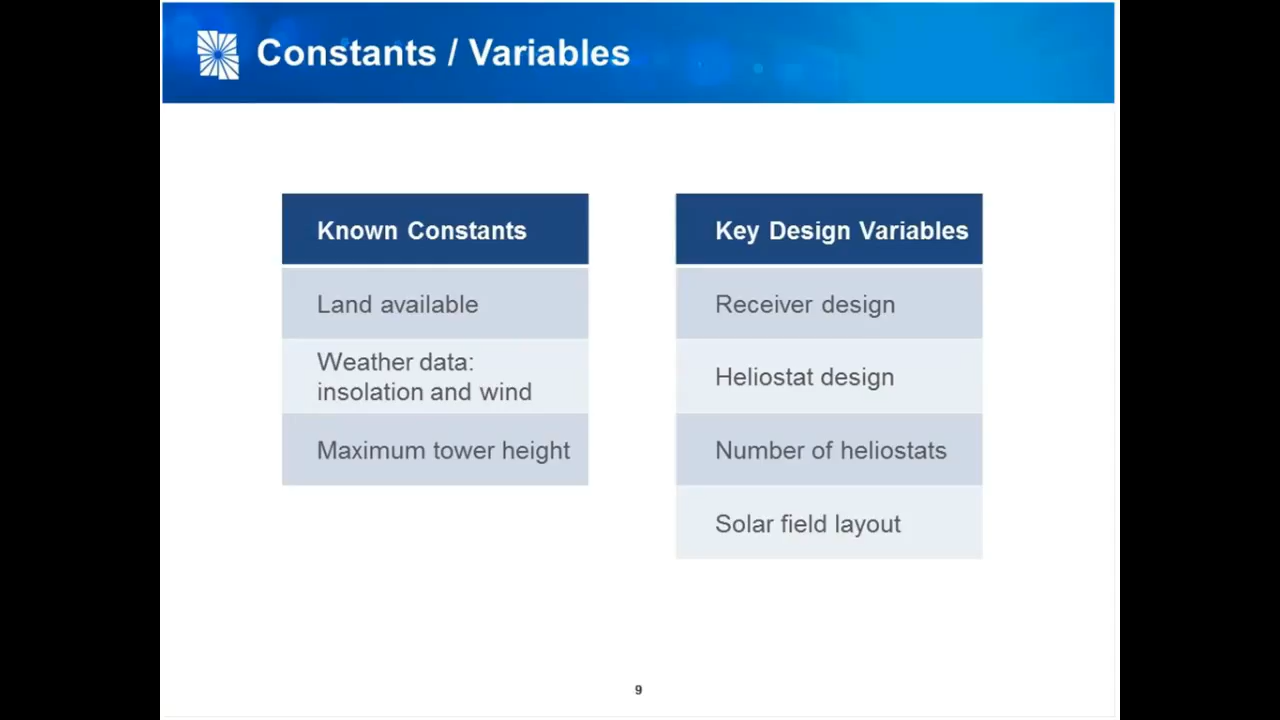 Constants / Variables
Known Constants
Land available
Weather data:
insolation and wind
Maximum tower height
Key Design Variables
Receiver design
Heliostat design
Number of heliostats
Solar field layout
9